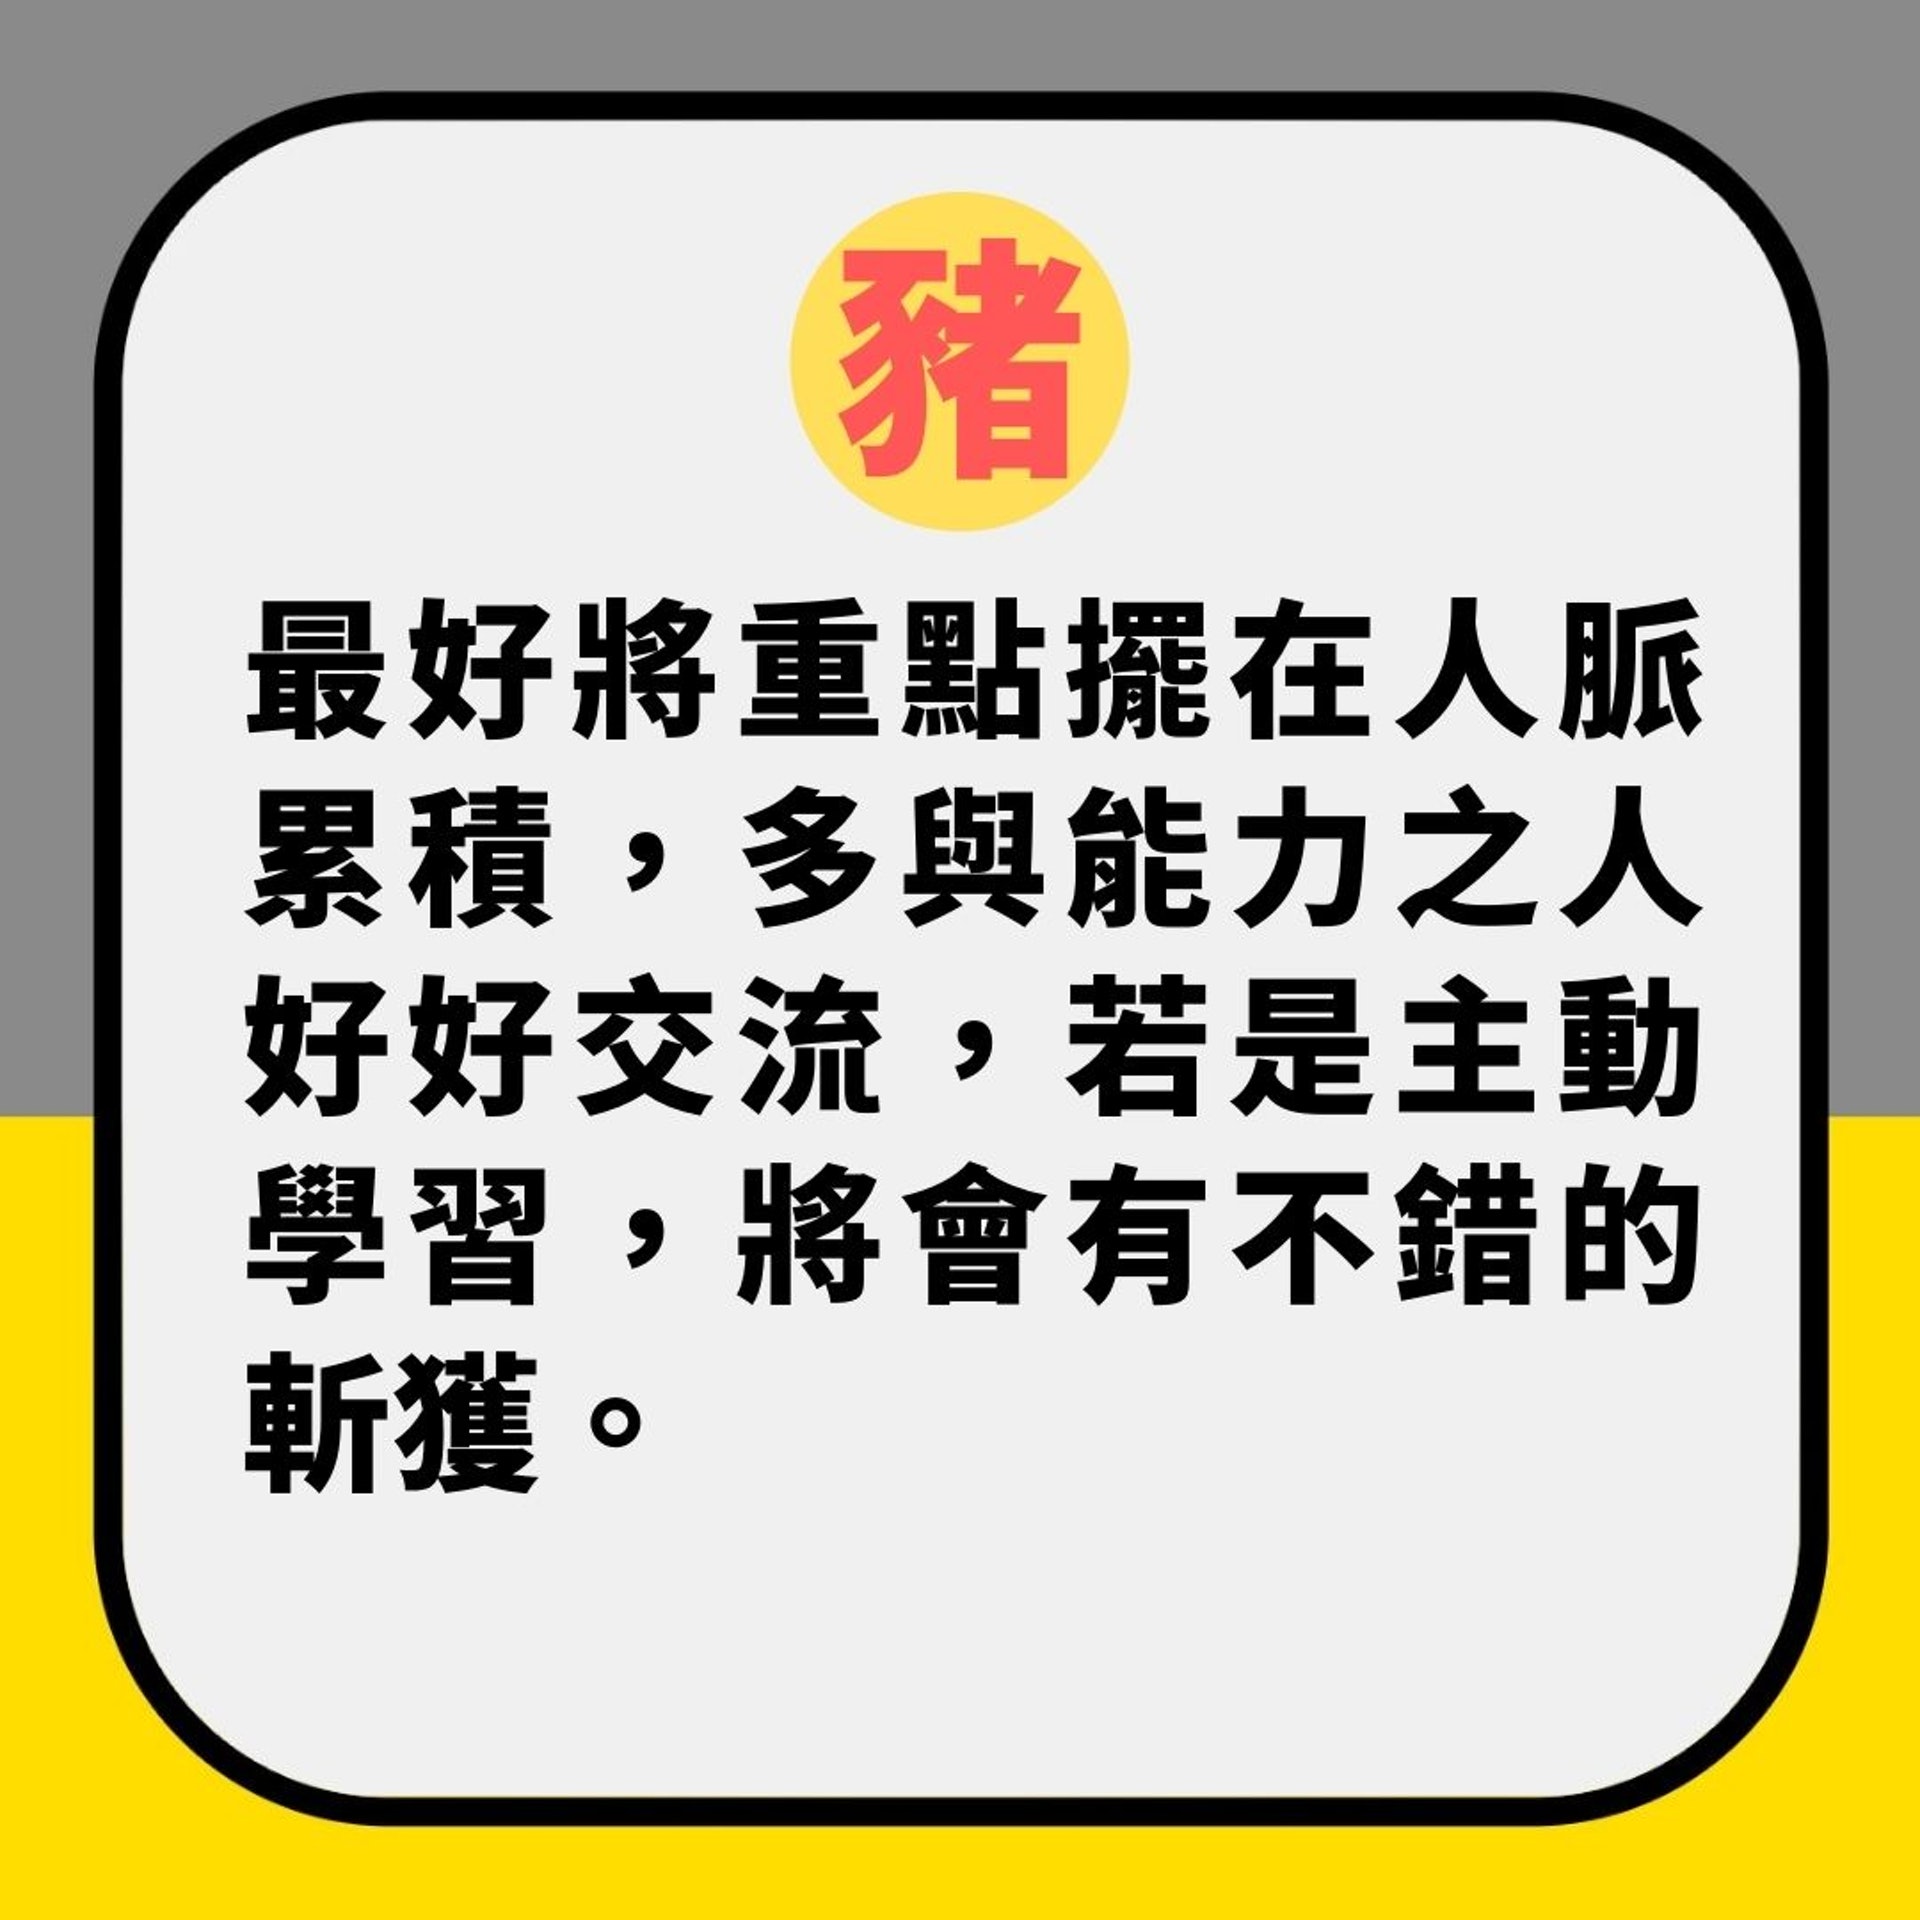 豬
最好將重點擺在人脈
累積，多與能力之人
好好交流，若是主動
學習，將會有不錯的
斬獲。